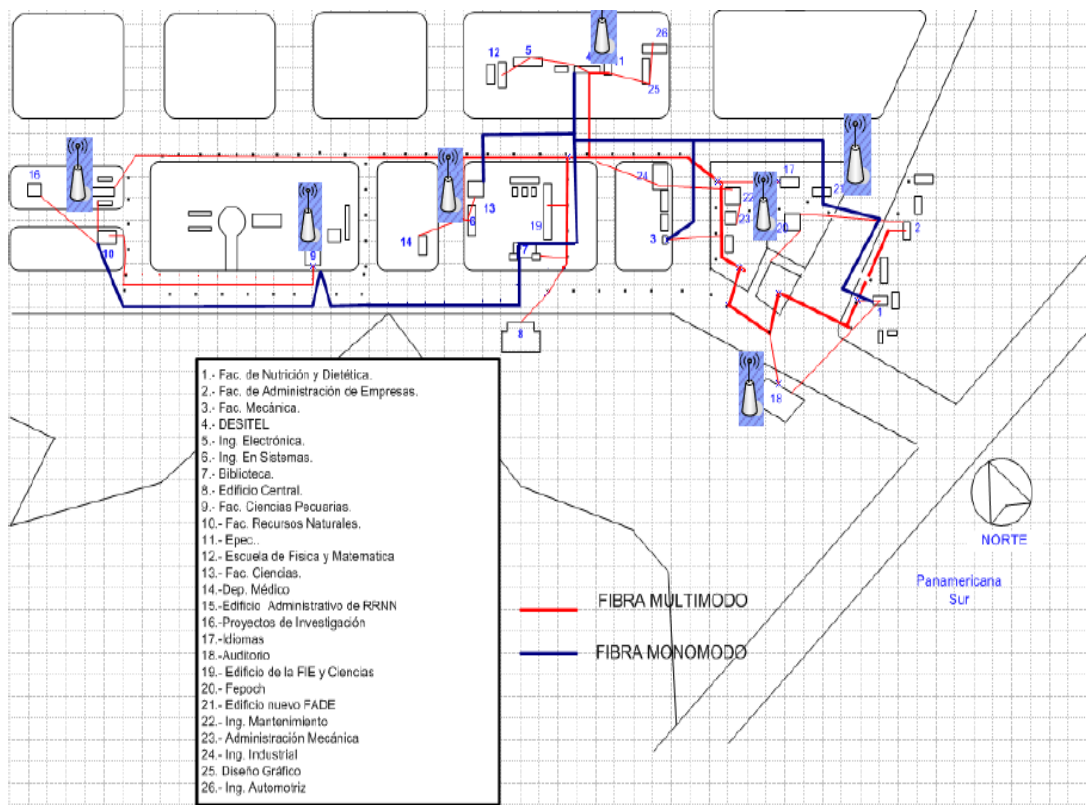 26
12
5
4
11
25
16
17
24
22
21
13
6
23
19
20
14
3
2
7
10
9
1
8
18
1.- Fac. de Nutrición y Dietética.
2.- Fac. de Administración de Empresas.
3.- Fac. Mecánica.
4.- DESITEL
5.- Ing. Electrónica.
6.- Ing. En Sistemas.
7.- Biblioteca.
8.- Edificio Central.
9.- Fac. Ciencias Pecuarias.
10.- Fac. Recursos Naturales.
11.- Epec..
12.- Escuela de Fisica y Matematica
13.- Fac. Ciencias.
14.-Dep. Médico
15.-Edificio Administrativo de RRNN
16.-Proyectos de Investigación
17.-Idiomas
18.-Auditorio
19.- Edificio de la FIE y Ciencias
20.- Fepoch
21.- Edificio nuevo FADE
22.- Ing. Mantenimiento
23.- Administración Mecánica
24.- Ing. Industrial
25. Diseño Gráfico
26.- Ing. Automotriz
FIBRA MULTIMODO
FIBRA MONOMODO
NORTE
Panamericana
Sur